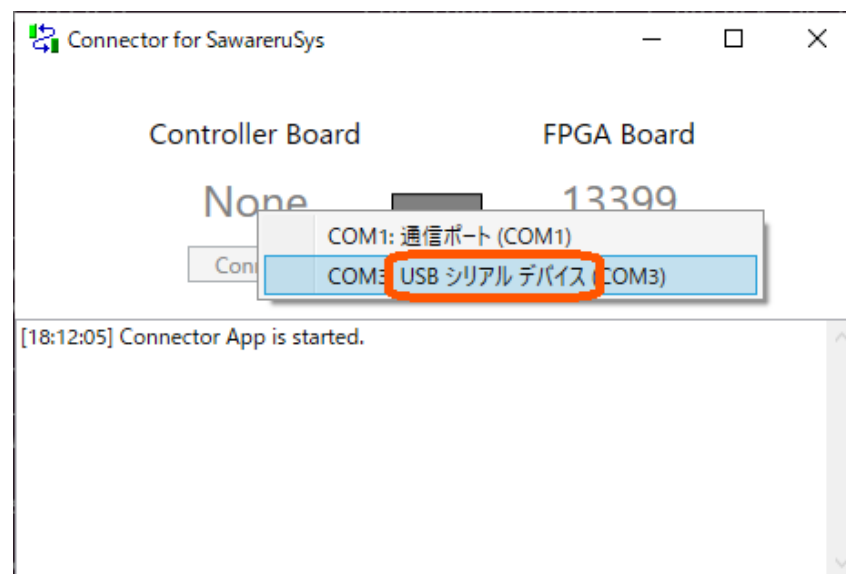 Connector for SawareruSys
Controller Board
FPGA Board
None
13399
COM1: 通信ポート (COM1)
COM3 USB シリアル デバイス (COM3)
[18:12:05] Connector App is started.